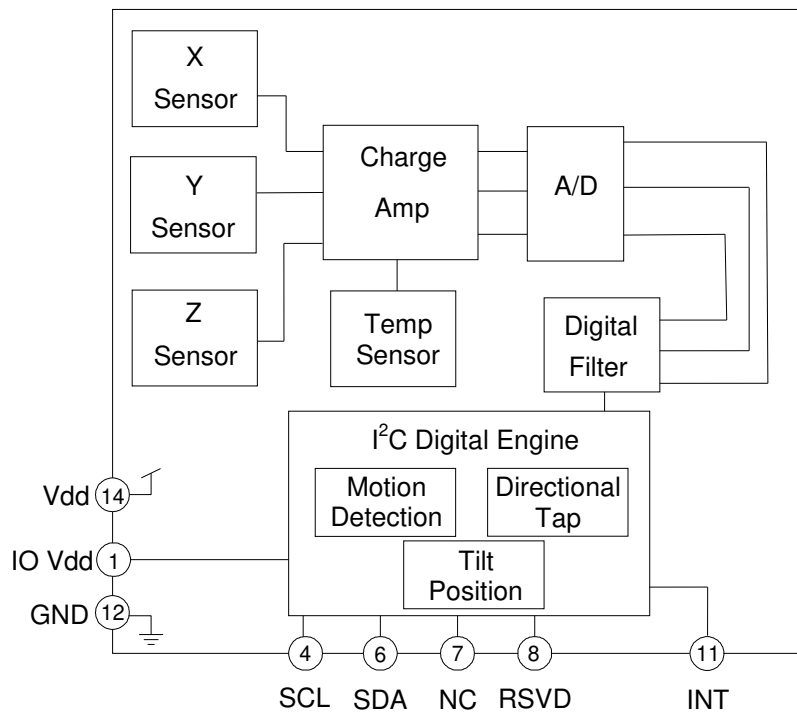 X
Sensor
Charge
Amp
A/D
Y
Sensor
Z
Sensor
Temp
Sensor
Digital
Filter
I²C Digital Engine
Motion
Detection
Directional
Tap
Tilt
Position
Vdd 14
IO Vdd 1
GND 12
4 6 7 8 11
SCL SDA NC RSVD INT